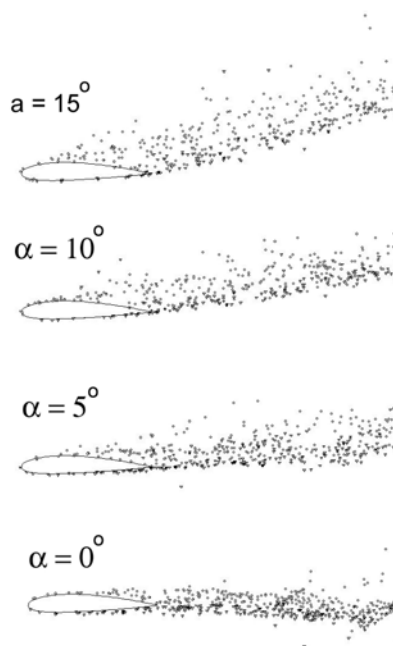 a = 15°
α = 10°
α = 5°
α = 0°